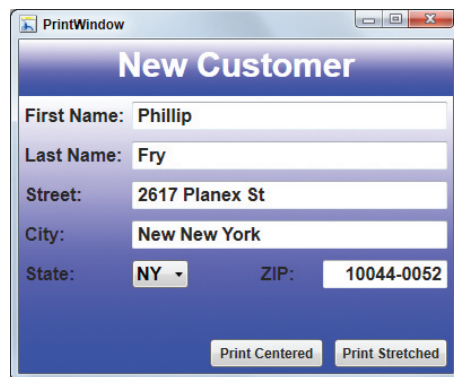 PrintWindow
New Customer
First Name: Phillip
Last Name: Fry
Street: 2617 Planex St
City: New New York
State: NY ZIP: 10044-0052
Print Centered Print Stretched